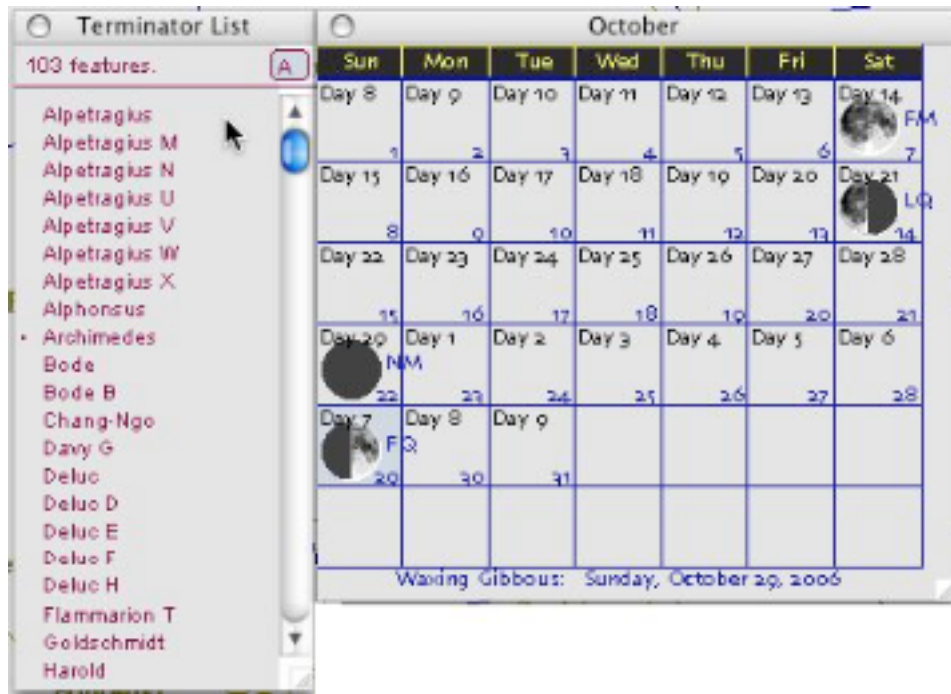 Terminator List
103 features.
A
Alpetragius
Alpetragius M
Alpetragius N
Alpetragius U
Alpetragius V
Alpetragius W
Alpetragius X
Alphonsus
• Archimedes
Bode
Bode B
Chang-Ngo
Davy G
Deluc
Deluc D
Deluc E
Deluc F
Deluc H
Flammarion T
Goldschmidt
Harold
October
Sun Mon Tue Wed Thu Fri Sat
Day 8 Day 9 Day 10 Day 11 Day 12 Day 13 Day 14
FM
1 2 3 4 5 6 7
Day 15 Day 16 Day 17 Day 18 Day 19 Day 20 Day 21
LQ
8 9 10 11 12 13 14
Day 22 Day 23 Day 24 Day 25 Day 26 Day 27 Day 28
15 16 17 18 19 20 21
Day 29 Day 1 Day 2 Day 3 Day 4 Day 5 Day 6
NM
22 23 24 25 26 27 28
Day 7 Day 8 Day 9
FQ
29 30 31
Waxing Gibbous: Sunday, October 29, 2006